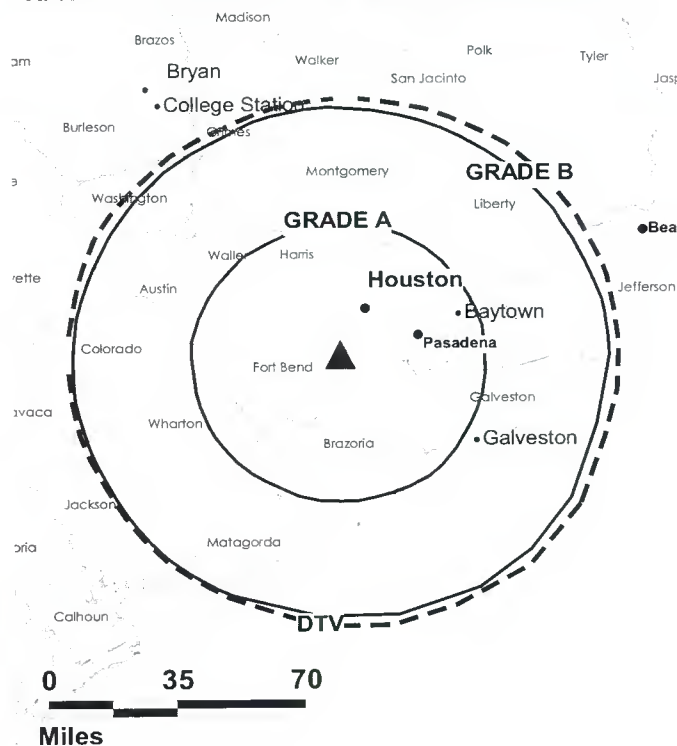 Madison
Brazos
Walker
Polk
Tyler
Bryan
San Jacinto
College Station
Burleson
Grimes
Montgomery
GRADE B
Washington
Liberty
GRADE A
Waller
Harris
Jefferson
Austin
Houston
Baytown
Pasadena
Colorado
Fort Bend
Galveston
Wharton
Brazoria
Galveston
Jackson
Matagorda
Calhoun
DTV
0 35 70
Miles